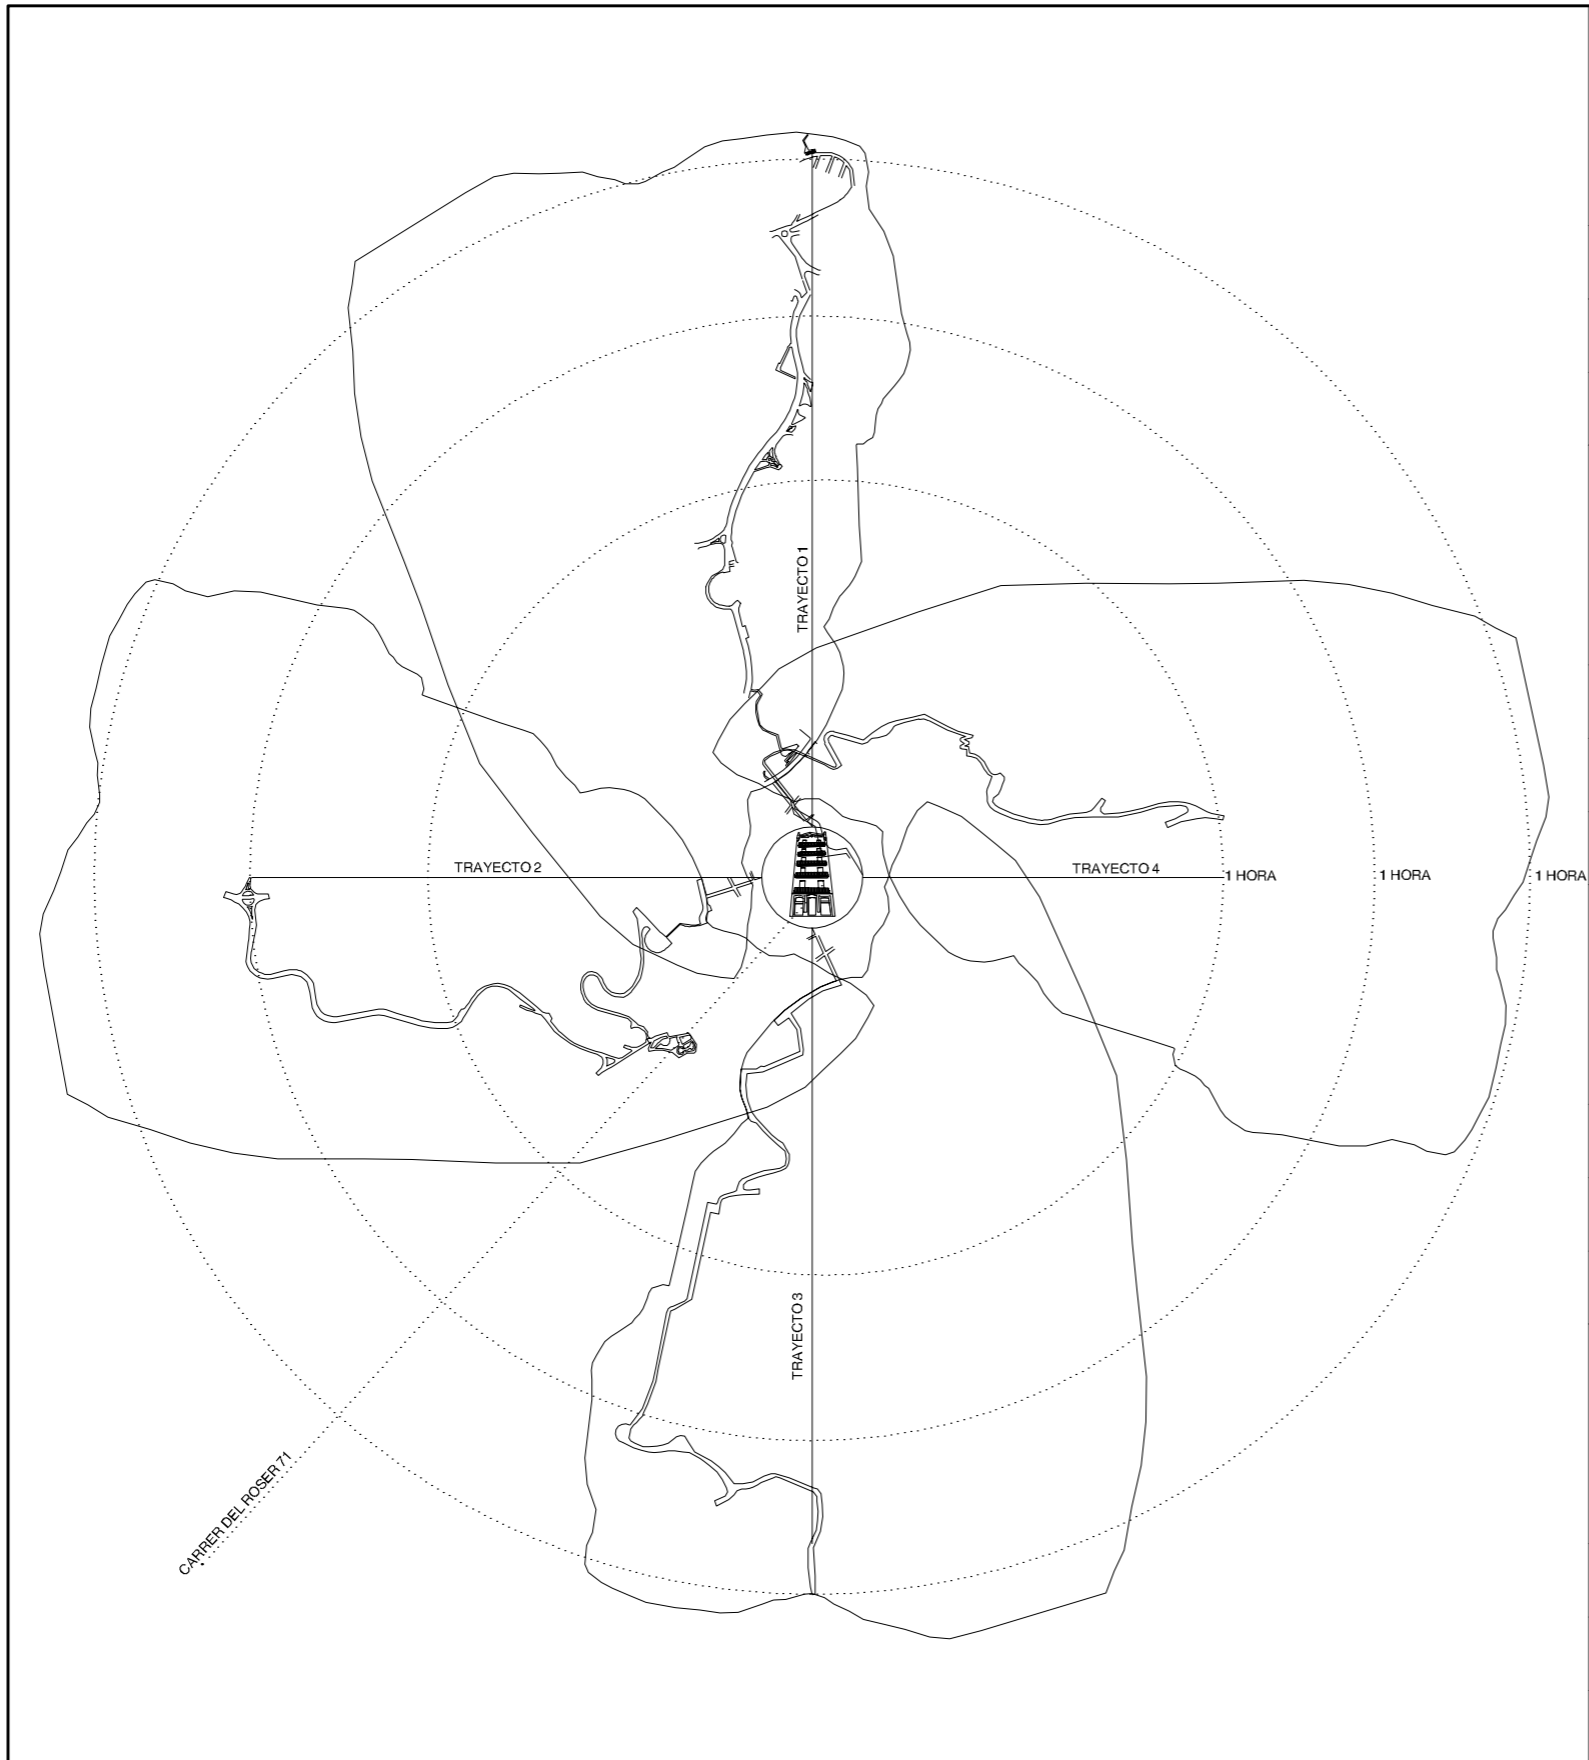 TRAYECTO 1
TRAYECTO 2
TRAYECTO 4
1 HORA
1 HORA
1 HORA
TRAYECTO 3
CARRER DEL ROSER 71